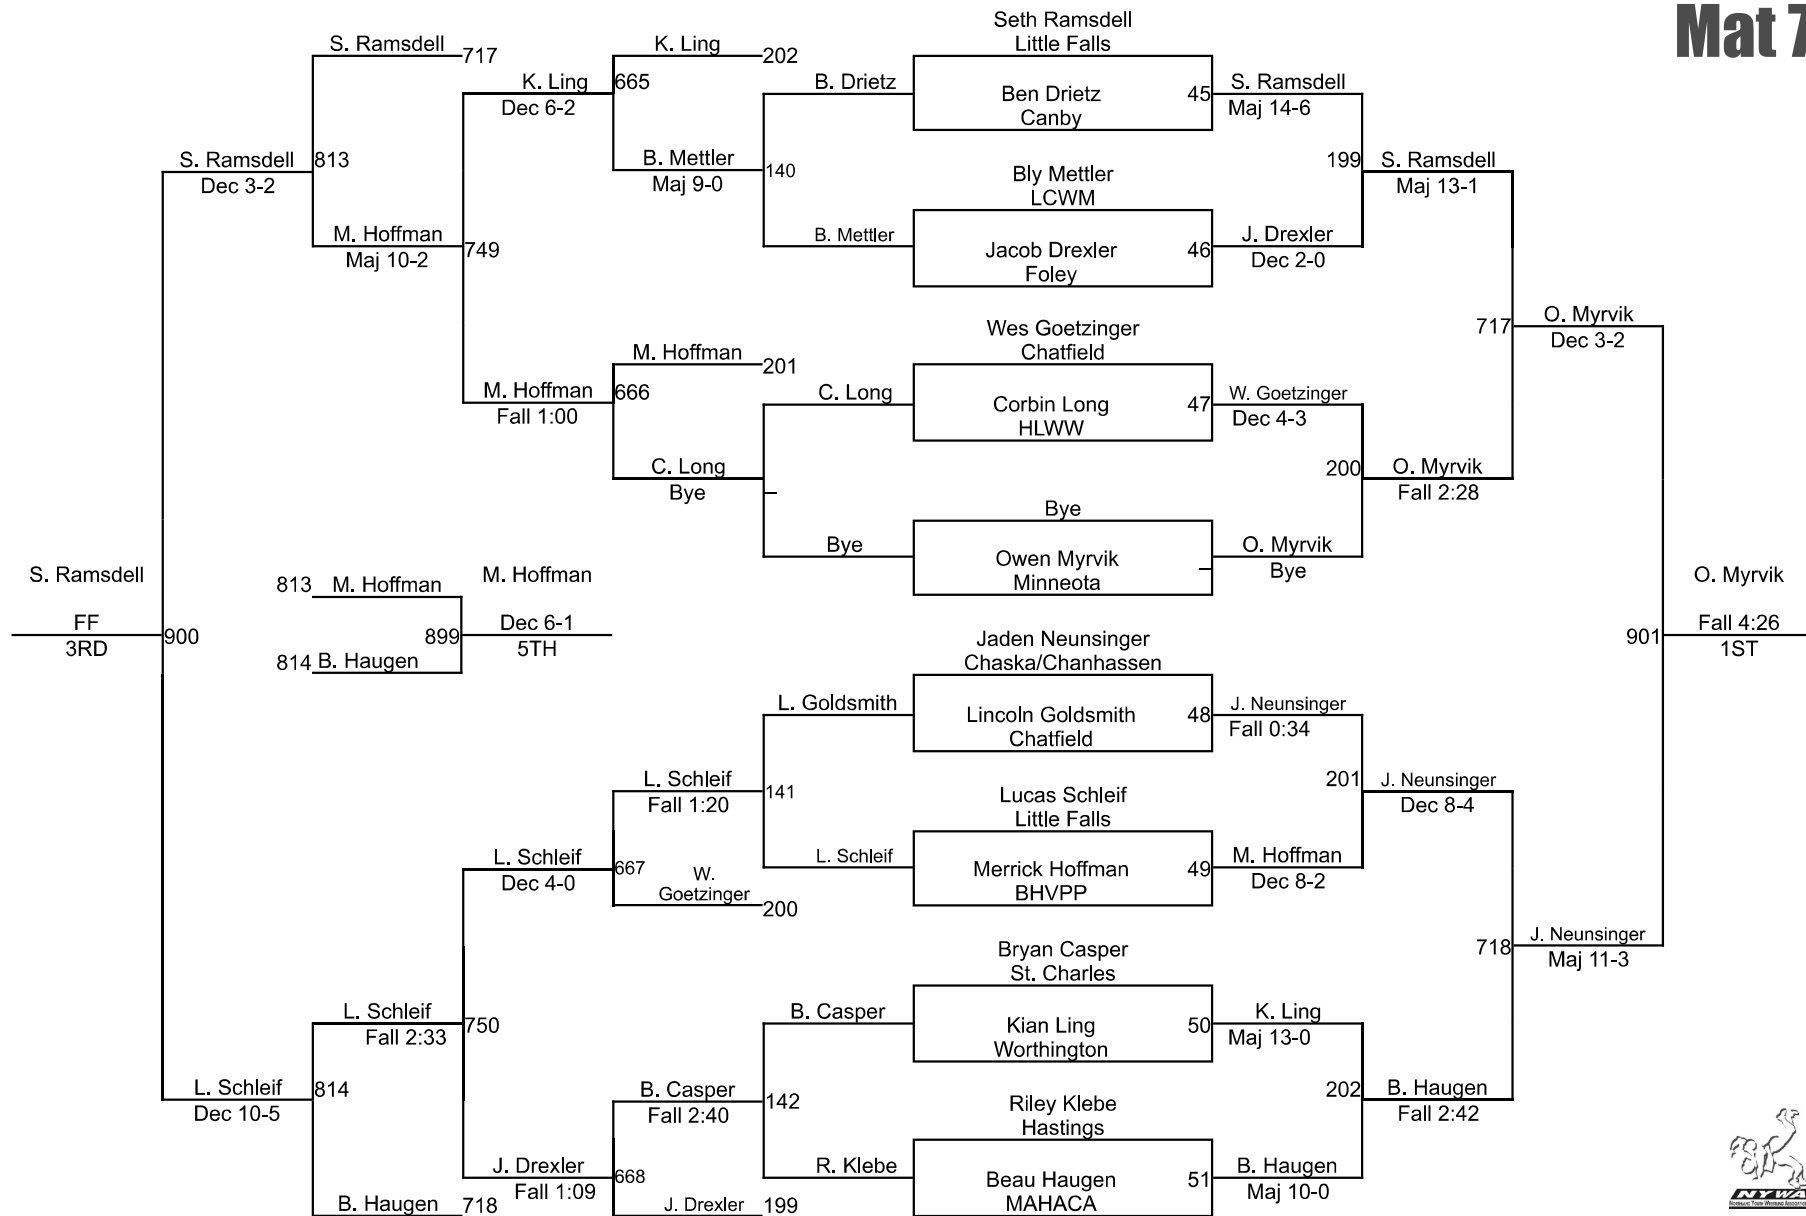 Mat 7
Seth Ramsdell
Little Falls
S. Ramsdell
717
K. Ling
202
K. Ling
665
Dec 6-2
B. Drietz
Ben Drietz
45
Canby
S. Ramsdell
Maj 14-6
S. Ramsdell
813
Dec 3-2
B. Mettler
140
Maj 9-0
Bly Mettler
LCWM
199
S. Ramsdell
Maj 13-1
M. Hoffman
749
Maj 10-2
B. Mettler
Jacob Drexler
46
Foley
J. Drexler
Dec 2-0
Wes Goetzinger
Chatfield
717
O. Myrvik
Dec 3-2
M. Hoffman
201
M. Hoffman
666
Fall 1:00
C. Long
Corbin Long
47
HLWW
W. Goetzinger
Dec 4-3
C. Long
Bye
200
O. Myrvik
Fall 2:28
Bye
Bye
Owen Myrvik
Minneota
O. Myrvik
Bye
S. Ramsdell
FF
3RD
900
813
M. Hoffman
814
B. Haugen
899
M. Hoffman
Dec 6-1
5TH
O. Myrvik
901
Fall 4:26
1ST
Jaden Neunsinger
Chaska/Chanhassen
L. Goldsmith
Lincoln Goldsmith
48
Chatfield
J. Neunsinger
Fall 0:34
L. Schleif
141
Fall 1:20
Lucas Schleif
Little Falls
201
J. Neunsinger
Dec 8-4
L. Schleif
667
Dec 4-0
W.
Goetzinger
200
L. Schleif
Merrick Hoffman
49
BHVPP
M. Hoffman
Dec 8-2
Bryan Casper
St. Charles
718
J. Neunsinger
Maj 11-3
L. Schleif
750
Fall 2:33
B. Casper
Kian Ling
50
Worthington
K. Ling
Maj 13-0
L. Schleif
814
Dec 10-5
B. Casper
142
Fall 2:40
Riley Klebe
Hastings
202
B. Haugen
Fall 2:42
J. Drexler
668
Fall 1:09
R. Klebe
Beau Haugen
51
MAHACA
B. Haugen
Maj 10-0
B. Haugen
718
J. Drexler
199
NYWA